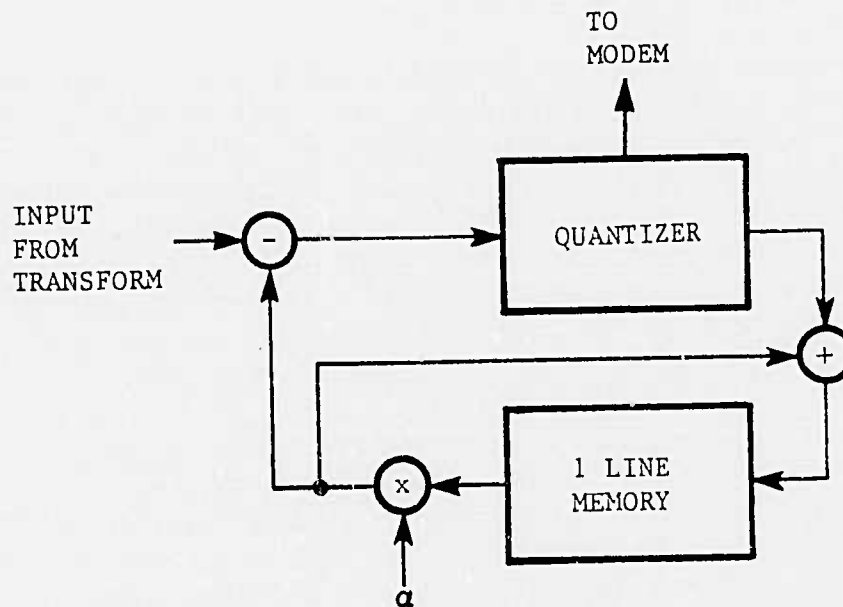 TO
MODEM
INPUT
FROM
TRANSFORM
-
QUANTIZER
+
1 LINE
MEMORY
x
α